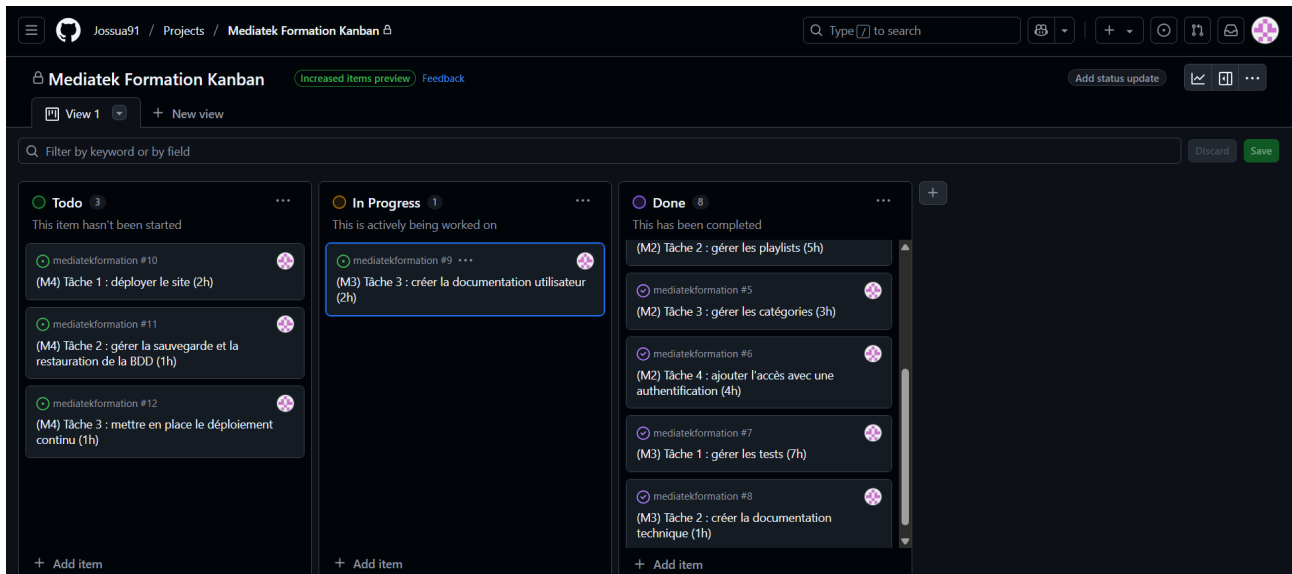 Jossua91 / Projects / Mediatek Formation Kanban
Type / to search
Mediatek Formation Kanban
Increased items preview
Feedback
Add status update
View 1
New view
Filter by keyword or by field
Discard
Save
Todo 3
This item hasn't been started
mediatekformation #10
(M4) Tâche 1 : déployer le site (2h)
mediatekformation #11
(M4) Tâche 2 : gérer la sauvegarde et la
restauration de la BDD (1h)
mediatekformation #12
(M4) Tâche 3 : mettre en place le déploiement
continu (1h)
+ Add item
In Progress 1
This is actively being worked on
mediatekformation #9
(M3) Tâche 3 : créer la documentation utilisateur
(2h)
+ Add item
Done 8
This has been completed
(M2) Tâche 2 : gérer les playlists (5h)
mediatekformation #5
(M2) Tâche 3 : gérer les catégories (3h)
mediatekformation #6
(M2) Tâche 4 : ajouter l'accès avec une
authentification (4h)
mediatekformation #7
(M3) Tâche 1 : gérer les tests (7h)
mediatekformation #8
(M3) Tâche 2 : créer la documentation
technique (1h)
+ Add item